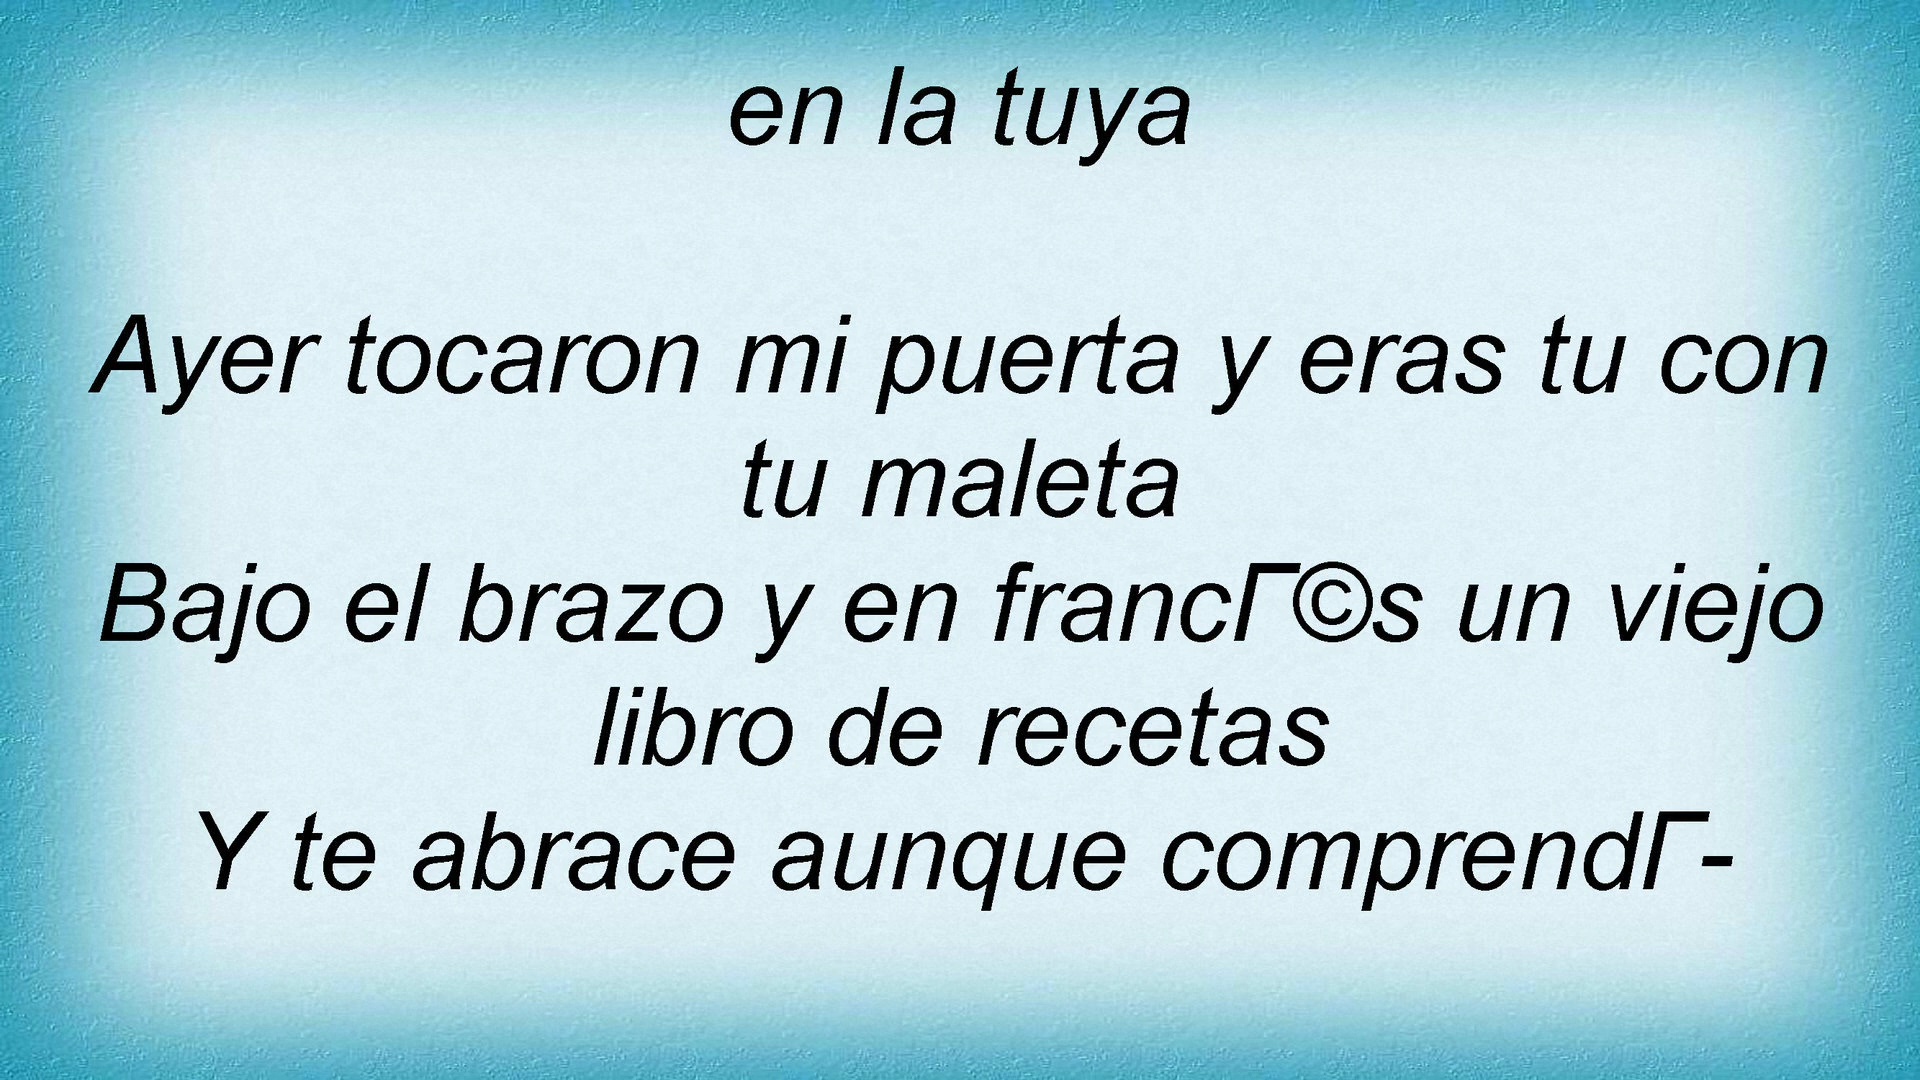 en la tuya
Ayer tocaron mi puerta y eras tu con
tu maleta
Bajo el brazo y en francГ©s un viejo
libro de recetas
Y te abrace aunque comprendГ-